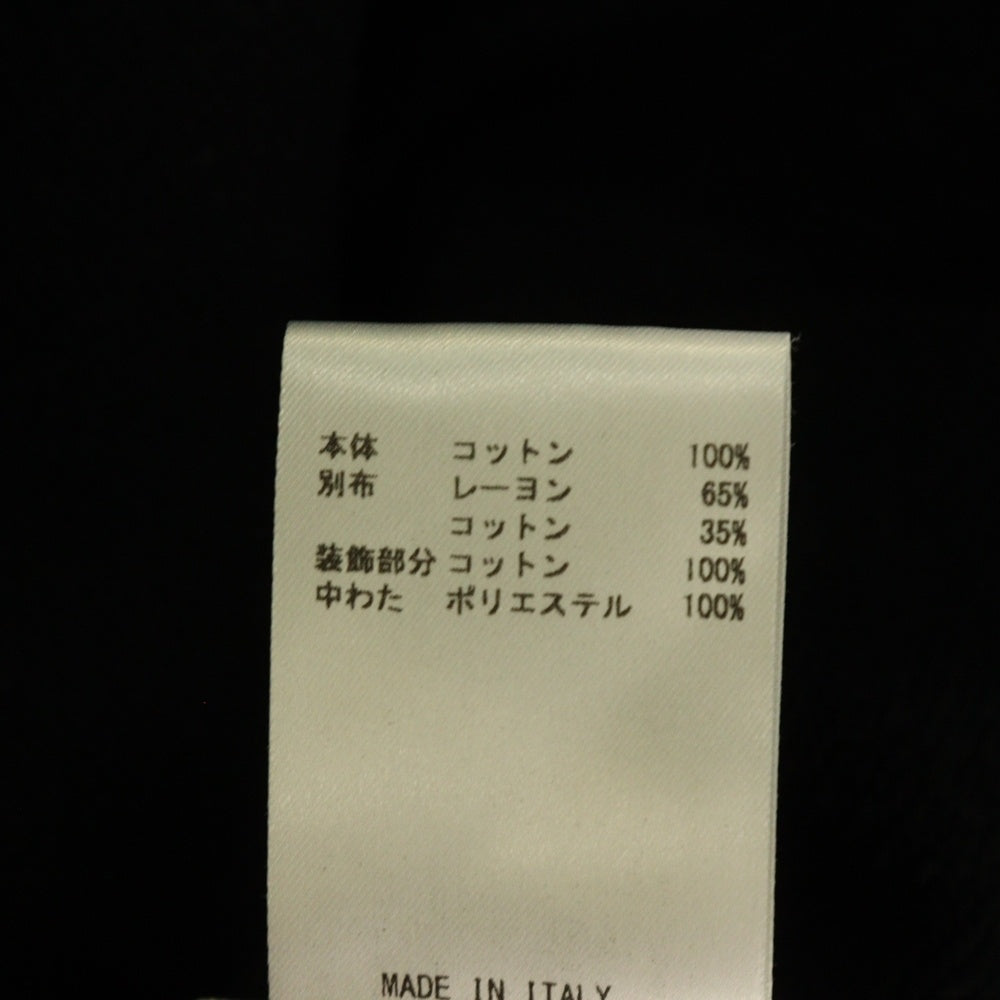 本体 コットン 100%
別布 レーヨン 65%
コットン 35%
装飾部分 コットン 100%
中わた ポリエステル 100%
MADE IN ITALY